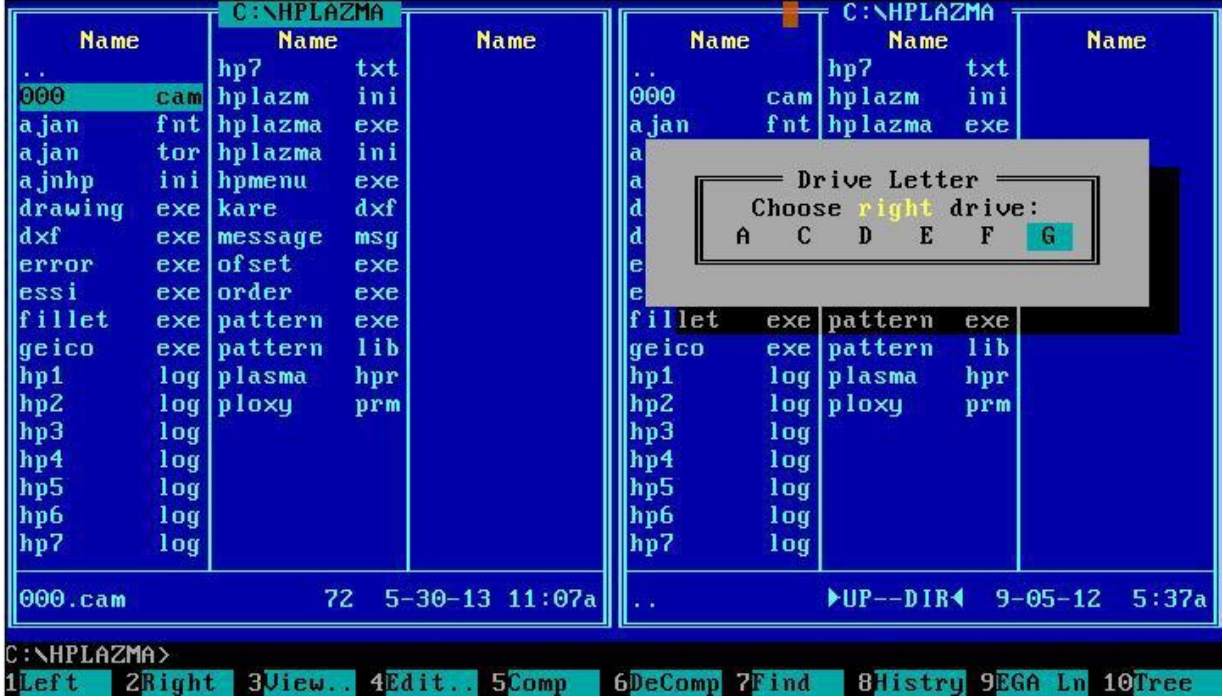 C:\HPLAZMA C:\HPLAZMA
Name Name Name Name Name Name
.. hp7 txt .. hp7 txt
000 cam hplazm ini 000 cam hplazm ini
ajan fnt hplazma exe ajan fnt hplazma exe
ajan tor hplazma ini a
ajnhp ini hpmenu exe a Drive Letter
drawing exe kare dxf d Choose right drive:
dxf exe message msg d A C D E F G
error exe ofset exe e
essi exe order exe e
fillet exe pattern exe fillet exe pattern exe
geico exe pattern lib geico exe pattern lib
hp1 log plasma hpr hp1 log plasma hpr
hp2 log ploxy prm hp2 log ploxy prm
hp3 log hp3 log
hp4 log hp4 log
hp5 log hp5 log
hp6 log hp6 log
hp7 log hp7 log
000.cam 72 5-30-13 11:07a .. ►UP--DIR◄ 9-05-12 5:37a
C:\HPLAZMA>
1Left 2Right 3View.. 4Edit.. 5Comp 6DeComp 7Find 8Histry 9EGA Ln 10Tree